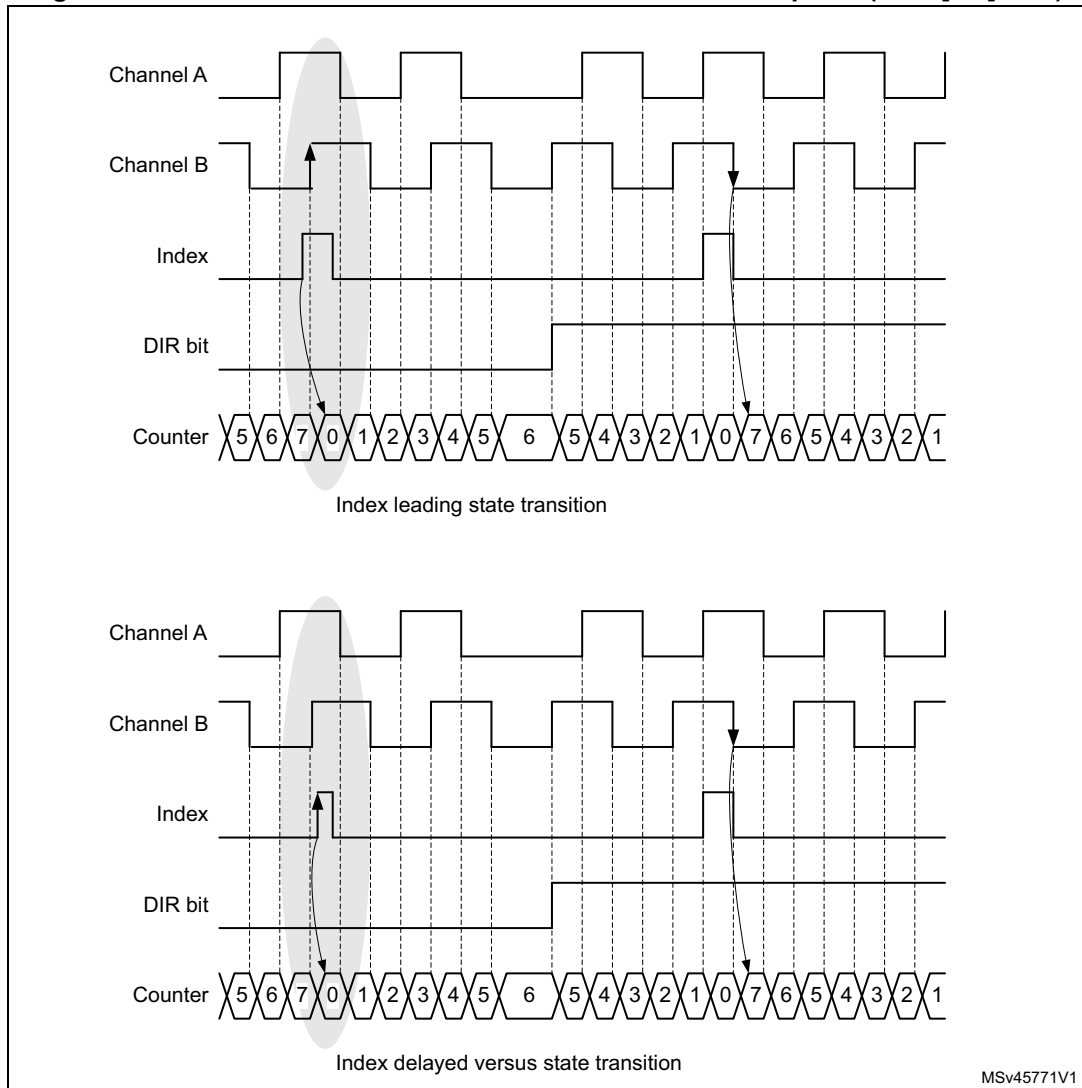 Channel A
Channel B
Index
DIR bit
Counter 5 6 7 0 1 2 3 4 5 6 5 4 3 2 1 0 7 6 5 4 3 2 1
Index leading state transition
Channel A
Channel B
Index
DIR bit
Counter 5 6 7 0 1 2 3 4 5 6 5 4 3 2 1 0 7 6 5 4 3 2 1
Index delayed versus state transition
MSv45771V1